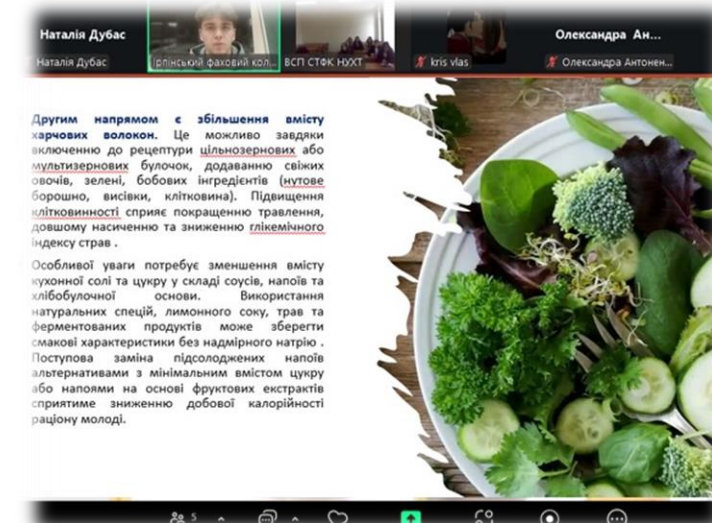 Наталія Дубас
Олександра Ан...
Наталія Дубас
Ірпінський фаховий кол...
ВСП СТФК НУХТ
kris vlas
Олександра Антонен...
Другим напрямом є збільшення вмісту
харчових волокон. Це можливо завдяки
включенню до рецептури цільнозернових або
мультизернових булочок, додаванню свіжих
овочів, зелені, бобових інгредієнтів (нутове
борошно, висівки, клітковина). Підвищення
клітковинності сприяє покращенню травлення,
довшому насиченню та зниженню глікемічного
індексу страв .
Особливої уваги потребує зменшення вмісту
кухонної солі та цукру у складі соусів, напоїв та
хлібобулочної основи. Використання
натуральних спецій, лимонного соку, трав та
ферментованих продуктів може зберегти
смакові характеристики без надмірного натрію .
Поступова заміна підсолоджених напоїв
альтернативами з мінімальним вмістом цукру
або напоями на основі фруктових екстрактів
сприятиме зниженню добової калорійності
раціону молоді.
5